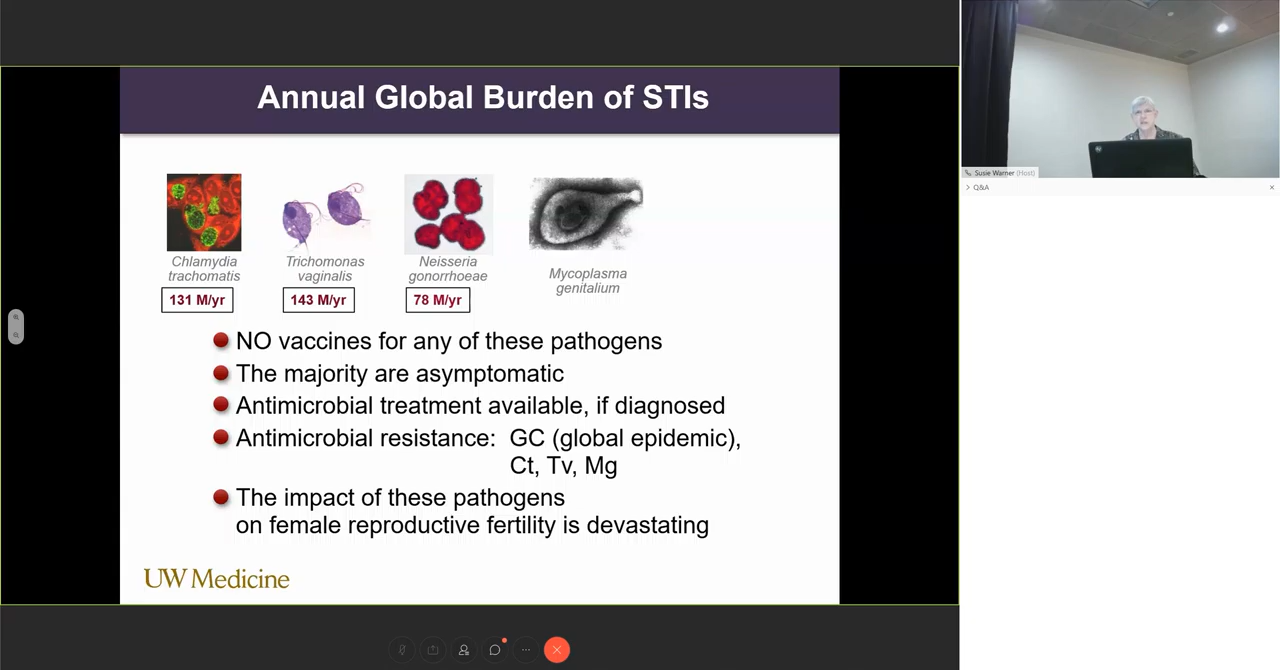 Annual Global Burden of STIs
Chlamydia
trachomatis
131 M/yr
Trichomonas
vaginalis
143 M/yr
Neisseria
gonorrhoeae
78 M/yr
Mycoplasma
genitalium
NO vaccines for any of these pathogens
The majority are asymptomatic
Antimicrobial treatment available, if diagnosed
Antimicrobial resistance: GC (global epidemic),
Ct, Tv, Mg
The impact of these pathogens
on female reproductive fertility is devastating
UW Medicine
Susie Warner (Host)
Q&A